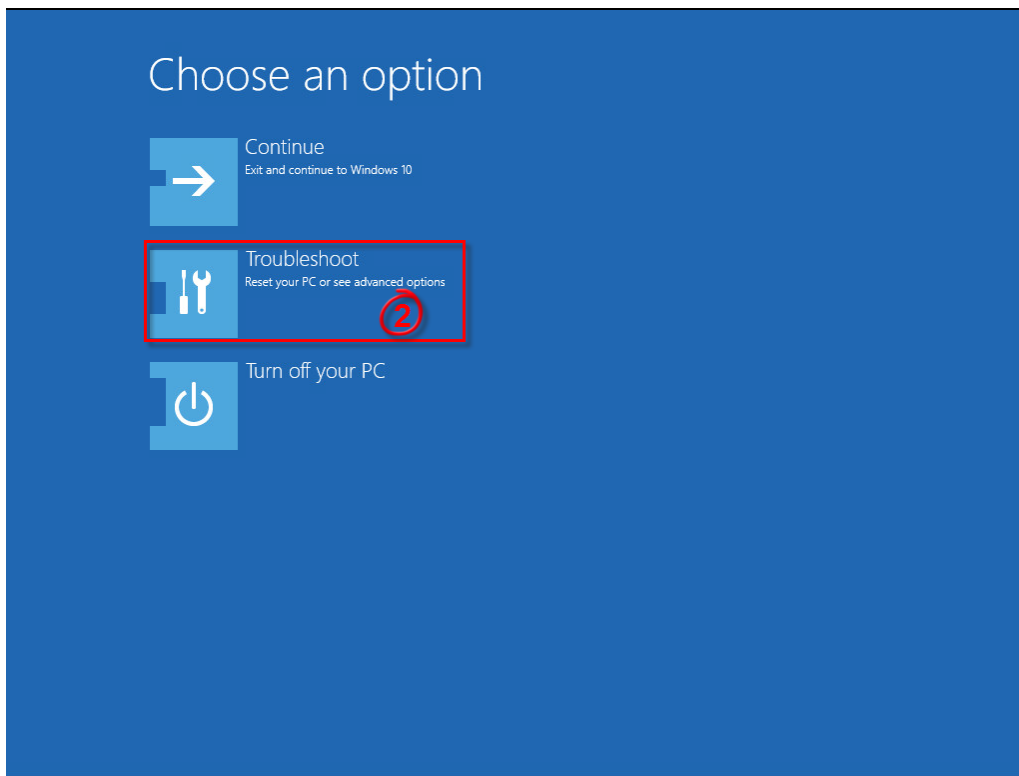 Choose an option
Continue
Exit and continue to Windows 10
Troubleshoot
Reset your PC or see advanced options
2
Turn off your PC